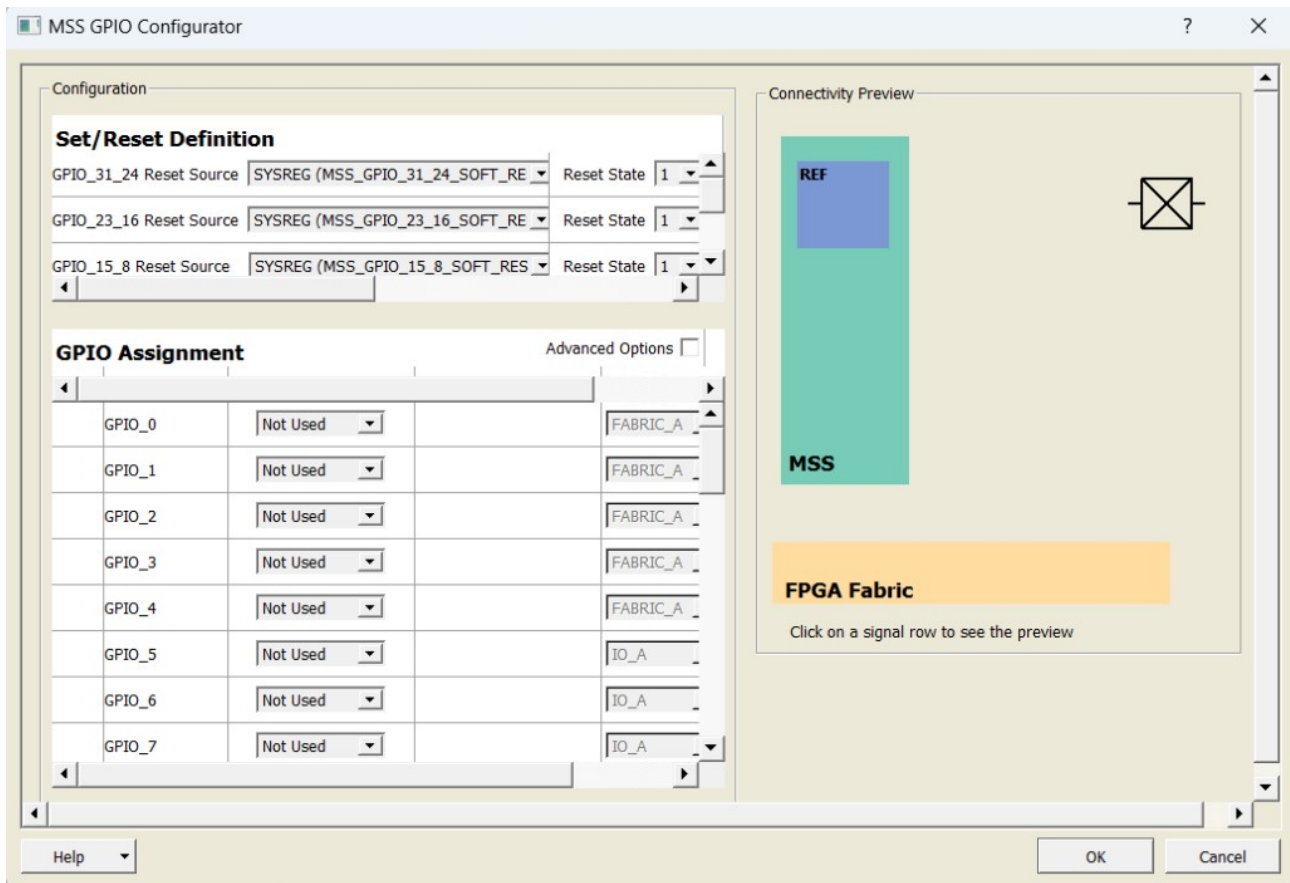 MSS GPIO Configurator
Configuration
Set/Reset Definition
GPIO_31_24 Reset Source SYSREG (MSS_GPIO_31_24_SOFT_RE Reset State 1
GPIO_23_16 Reset Source SYSREG (MSS_GPIO_23_16_SOFT_RE Reset State 1
GPIO_15_8 Reset Source SYSREG (MSS_GPIO_15_8_SOFT_RES Reset State 1
GPIO Assignment Advanced Options
GPIO_0 Not Used FABRIC_A
GPIO_1 Not Used FABRIC_A
GPIO_2 Not Used FABRIC_A
GPIO_3 Not Used FABRIC_A
GPIO_4 Not Used FABRIC_A
GPIO_5 Not Used IO_A
GPIO_6 Not Used IO_A
GPIO_7 Not Used IO_A
Connectivity Preview
REF
MSS
FPGA Fabric
Click on a signal row to see the preview
Help OK Cancel